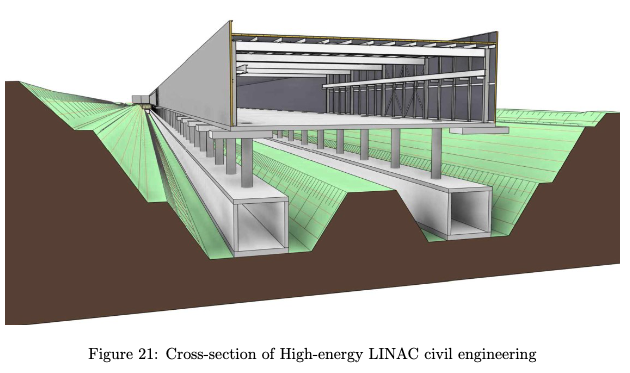 Figure 21: Cross-section of High-energy LINAC civil engineering